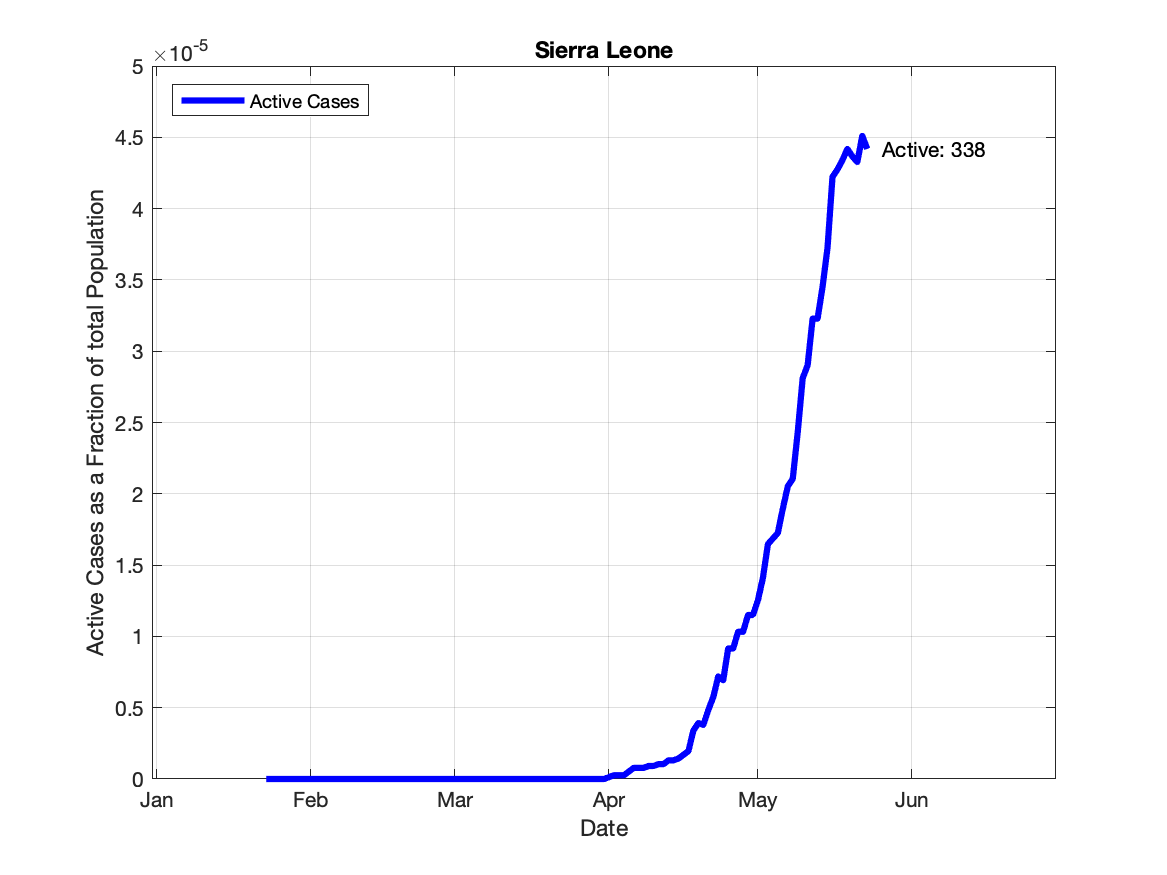 Sierra Leone
×10-5
5
4.5
4
3.5
3
2.5
2
1.5
1
0.5
0
Active Cases as a Fraction of total Population
Active Cases
Active: 338
Jan Feb Mar Apr May Jun
Date